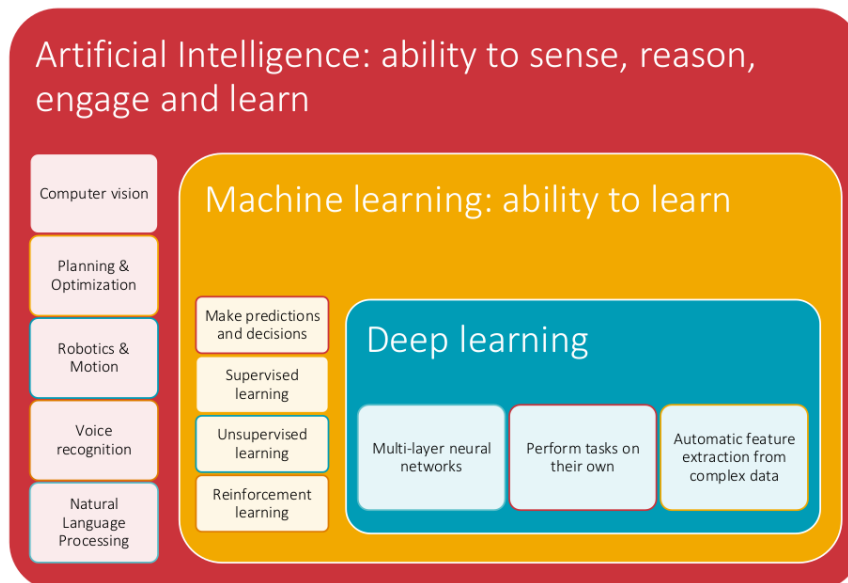 Artificial Intelligence: ability to sense, reason,
engage and learn
Computer vision
Planning &
Optimization
Robotics &
Motion
Voice
recognition
Natural
Language
Processing
Machine learning: ability to learn
Make predictions
and decisions
Supervised
learning
Unsupervised
learning
Reinforcement
learning
Deep learning
Multi-layer neural
networks
Perform tasks on
their own
Automatic feature
extraction from
complex data